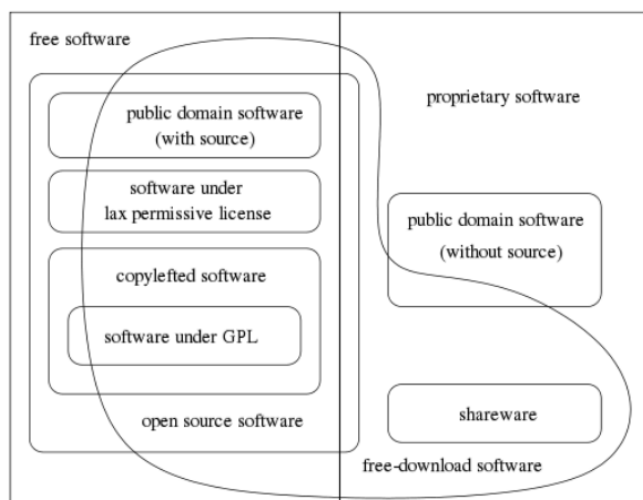 free software
public domain software
(with source)
software under
lax permissive license
copylefted software
software under GPL
open source software
proprietary software
public domain software
(without source)
shareware
free-download software